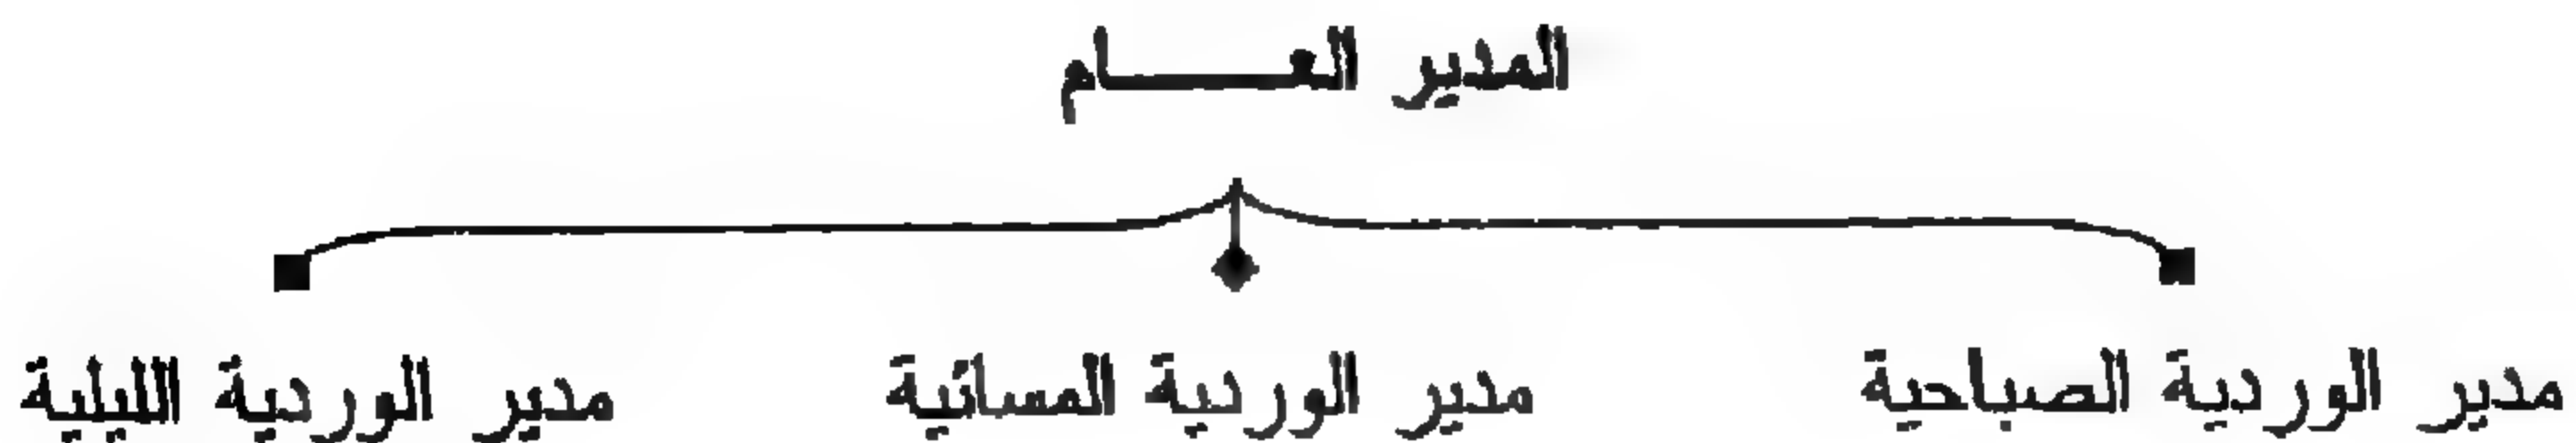 المدير العـــــام
مدير الوردية الصباحية مدير الوردية المسائية مدير الوردية الليلية